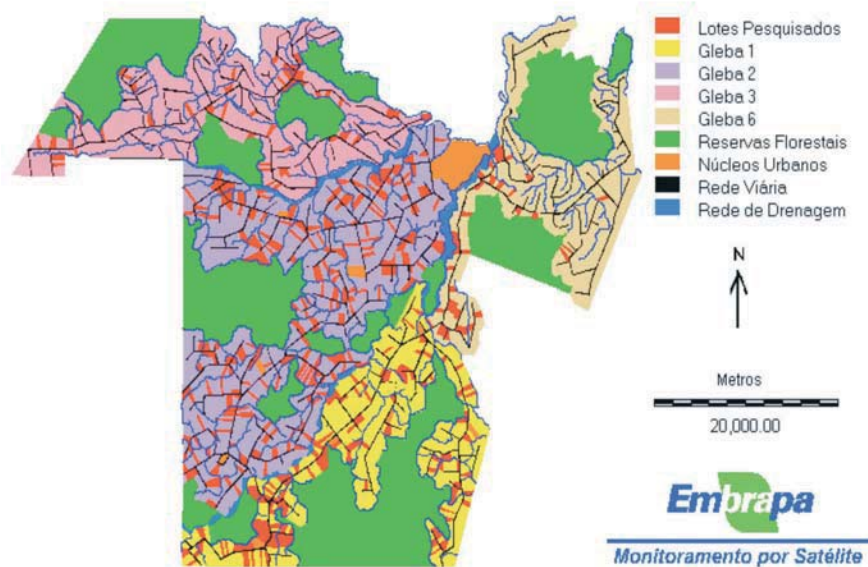 Lotes Pesquisados
Gleba 1
Gleba 2
Gleba 3
Gleba 6
Reservas Florestais
Núcleos Urbanos
Rede Viária
Rede de Drenagem
N
Metros
20,000.00
Embrapa
Monitoramento por Satélite